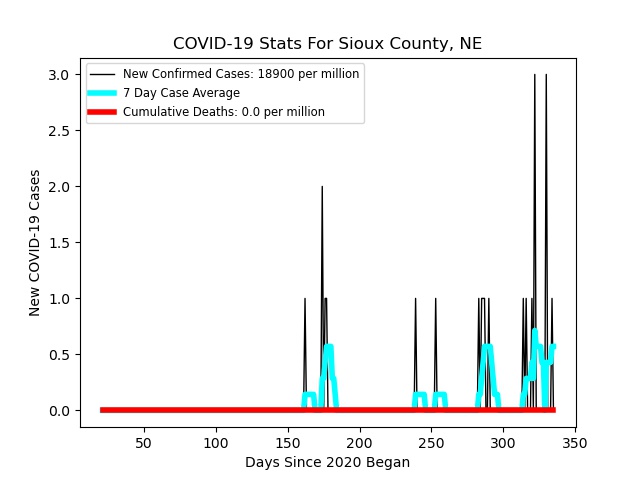 COVID-19 Stats For Sioux County, NE
New Confirmed Cases: 18900 per million
7 Day Case Average
Cumulative Deaths: 0.0 per million
New COVID-19 Cases
3.0
2.5
2.0
1.5
1.0
0.5
0.0
50
100
150
200
250
300
350
Days Since 2020 Began